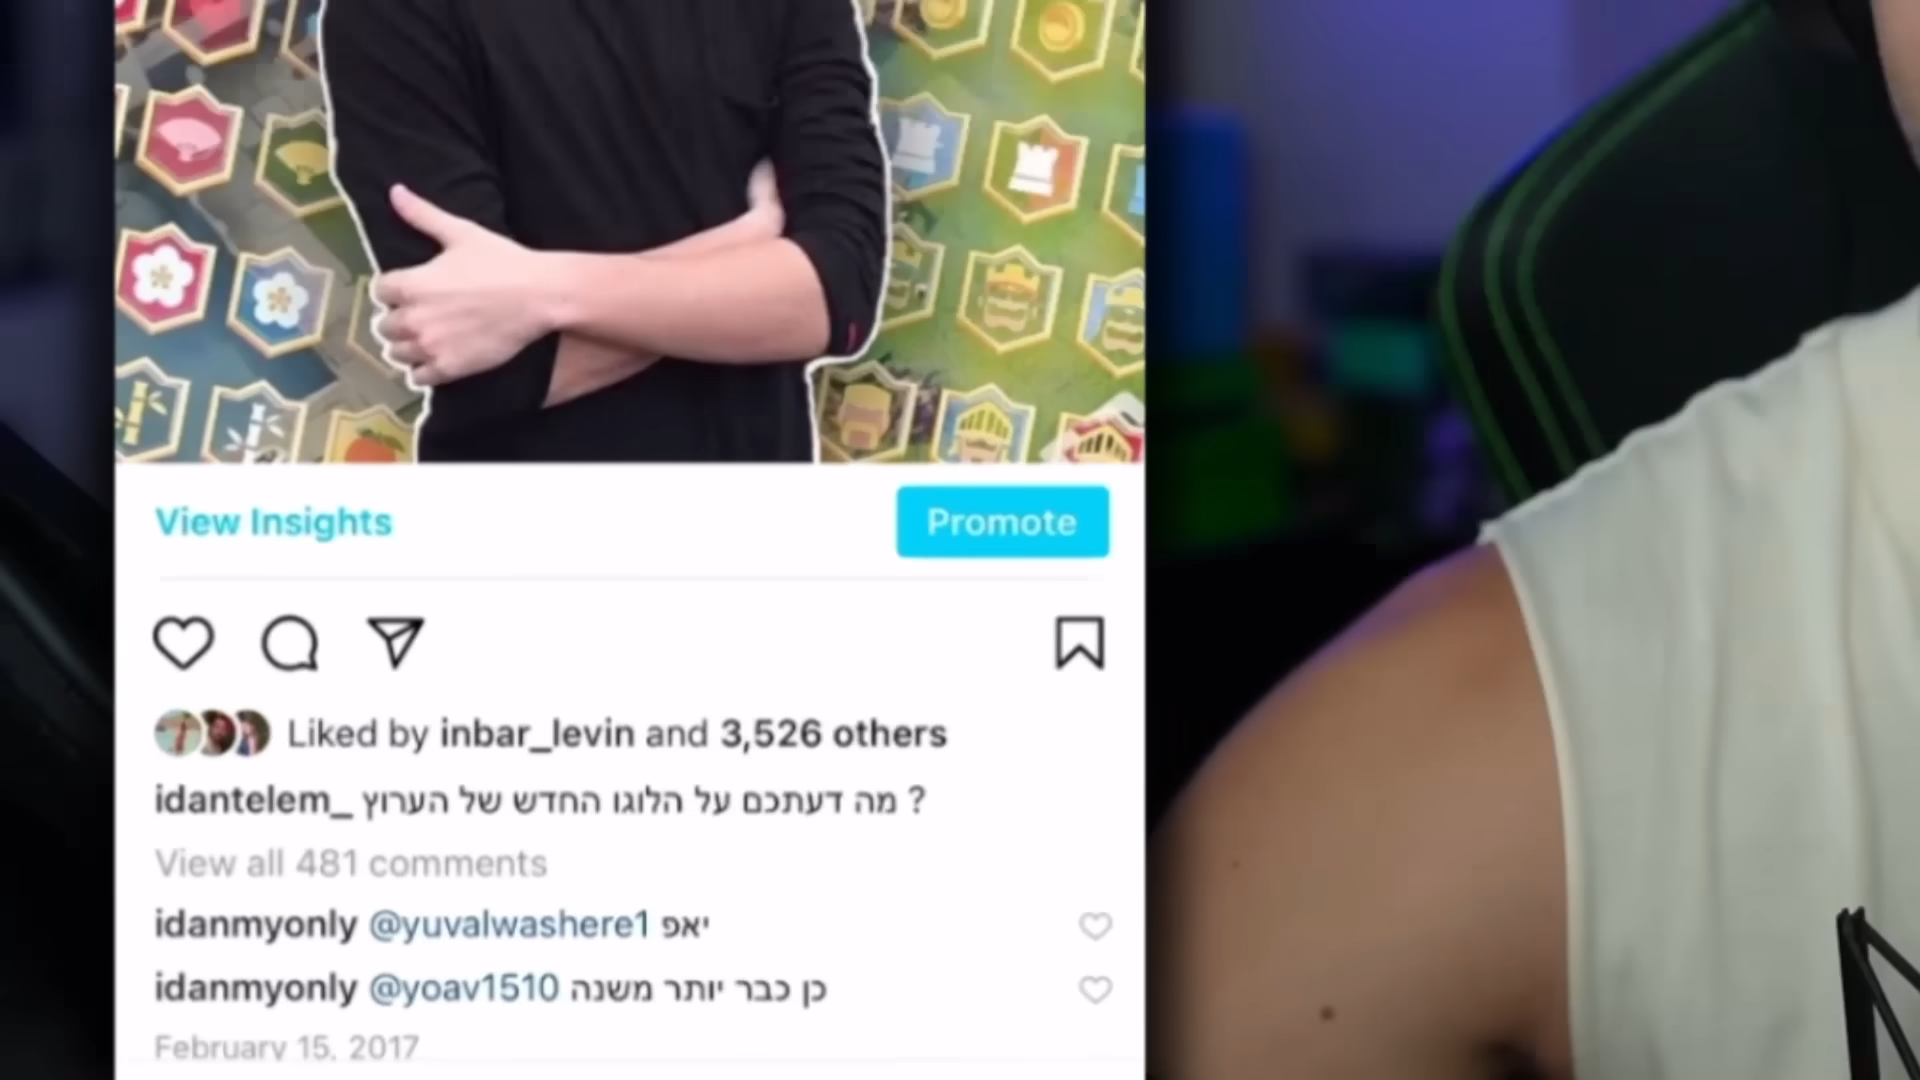 View Insights
Promote
Liked by inbar_levin and 3,526 others
idantelem_ מה דעתכם על הלוגו החדש של הערוץ ?
View all 481 comments
idanmyonly @yuvalwashere1 יאפ
idanmyonly @yoav1510 כן כבר יותר משנה
February 15, 2017